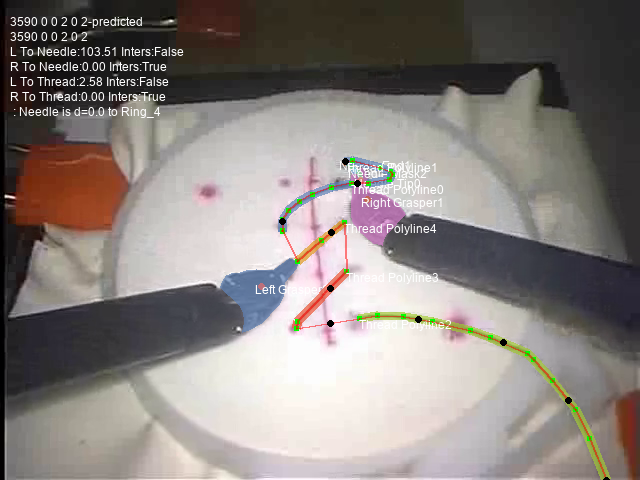 3590 0 0 2 0 2-predicted
3590 0 0 2 0 2
L To Needle:103.51 Inters:False
R To Needle:0.00 Inters:True
L To Thread:2.58 Inters:False
R To Thread:0.00 Inters:True
: Needle is d=0.0 to Ring_4
Thread Polyline1
Thread Polyline0
Right Grasper1
Thread Polyline4
Thread Polyline3
Left Grasper
Thread Polyline2